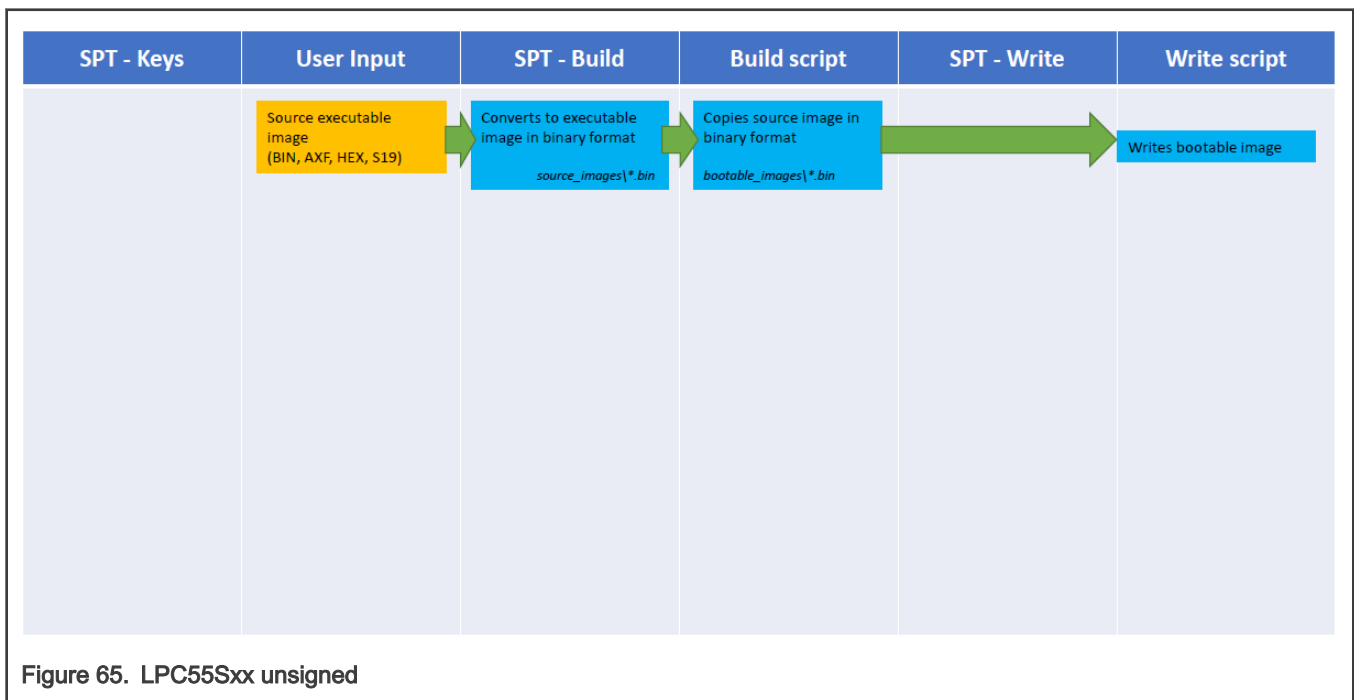 SPT - Keys
User Input
SPT - Build
Build script
SPT - Write
Write script
Source executable
image
(BIN, AXF, HEX, S19)
Converts to executable
image in binary format
source_images\*.bin
Copies source image in
binary format
bootable_images\*.bin
Writes bootable image
Figure 65. LPC55Sxx unsigned